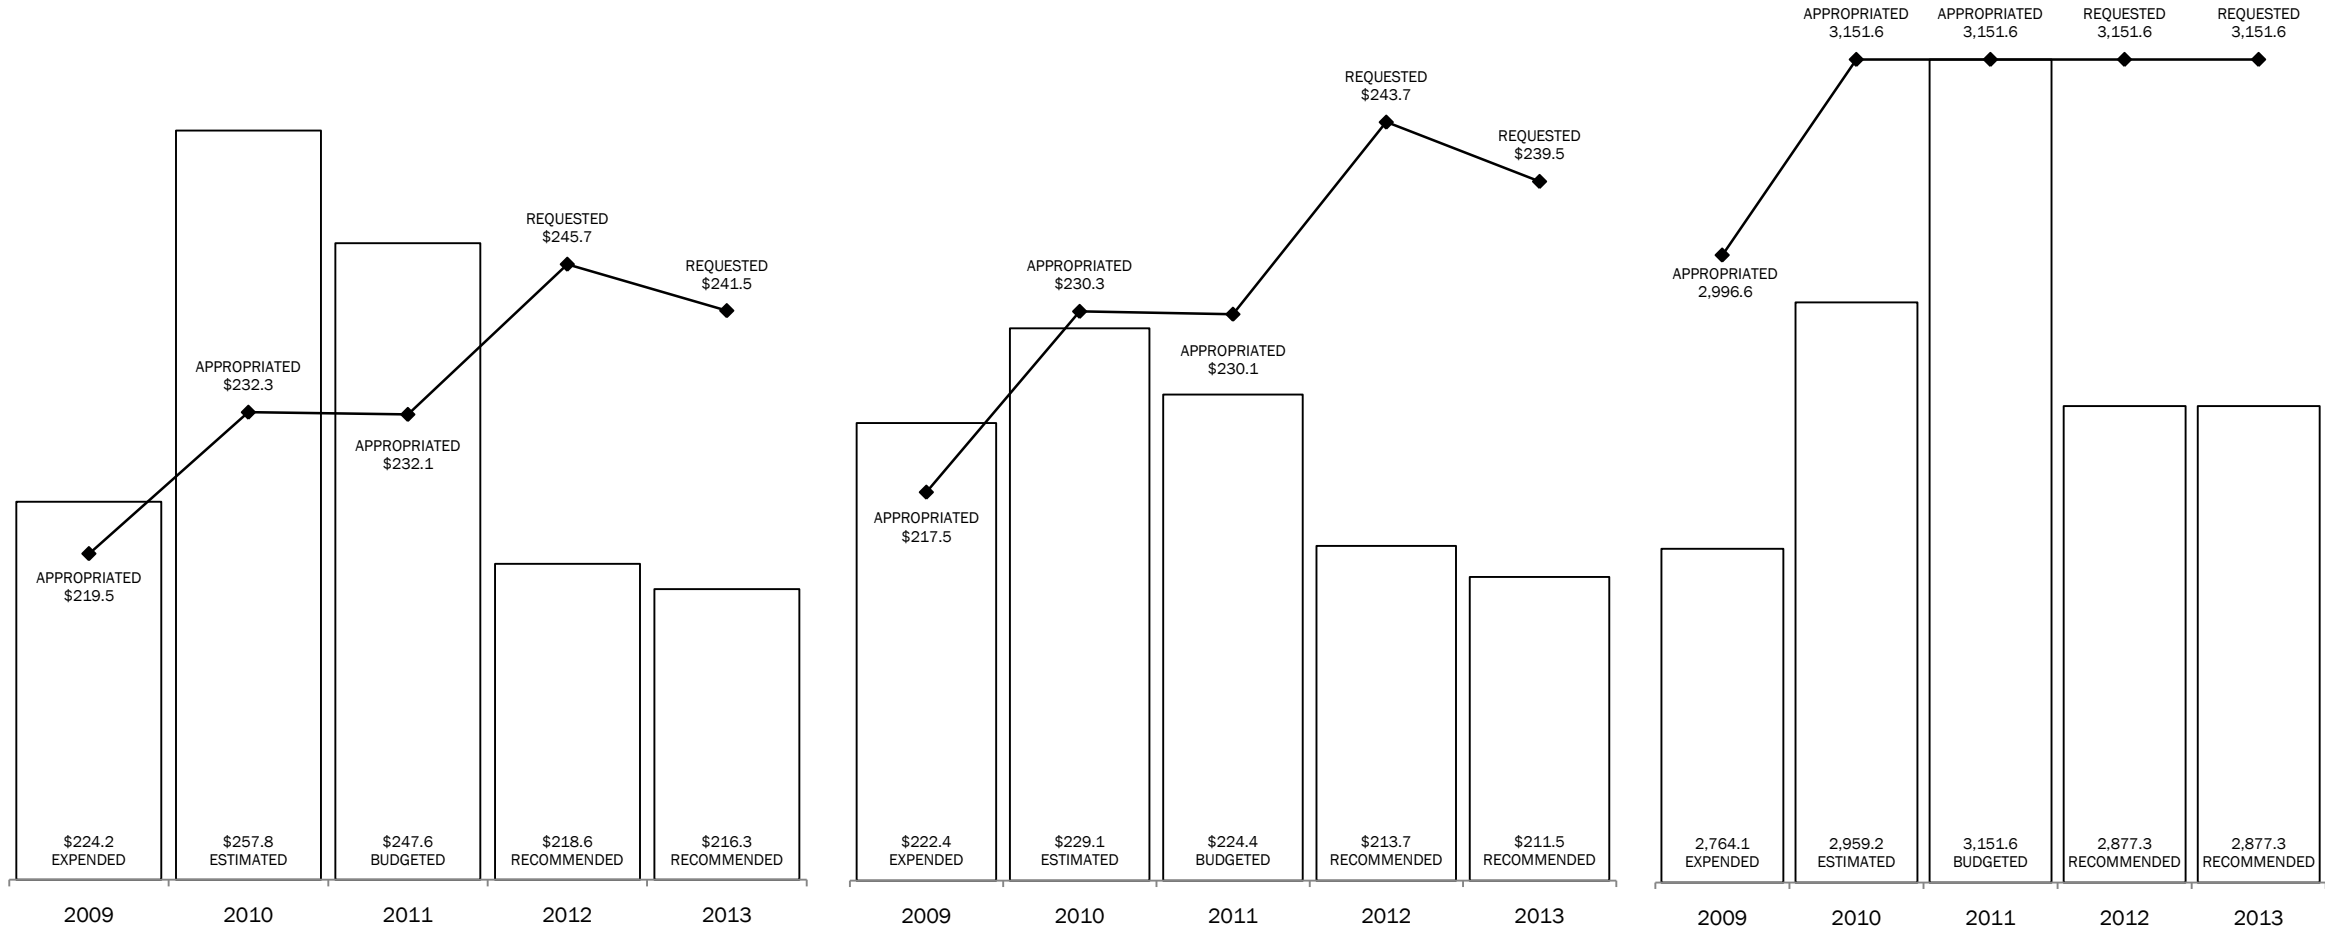 REQUESTED
$245.7
REQUESTED
$241.5
APPROPRIATED
$232.3
APPROPRIATED
$232.1
APPROPRIATED
$219.5
$224.2
EXPENDED
$257.8
ESTIMATED
$247.6
BUDGETED
$218.6
RECOMMENDED
$216.3
RECOMMENDED
2009
2010
2011
2012
2013
REQUESTED
$243.7
REQUESTED
$239.5
APPROPRIATED
$230.3
APPROPRIATED
$230.1
APPROPRIATED
$217.5
$222.4
EXPENDED
$229.1
ESTIMATED
$224.4
BUDGETED
$213.7
RECOMMENDED
$211.5
RECOMMENDED
2009
2010
2011
2012
2013
APPROPRIATED
3,151.6
APPROPRIATED
3,151.6
REQUESTED
3,151.6
REQUESTED
3,151.6
APPROPRIATED
2,996.6
2,764.1
EXPENDED
2,959.2
ESTIMATED
3,151.6
BUDGETED
2,877.3
RECOMMENDED
2,877.3
RECOMMENDED
2009
2010
2011
2012
2013